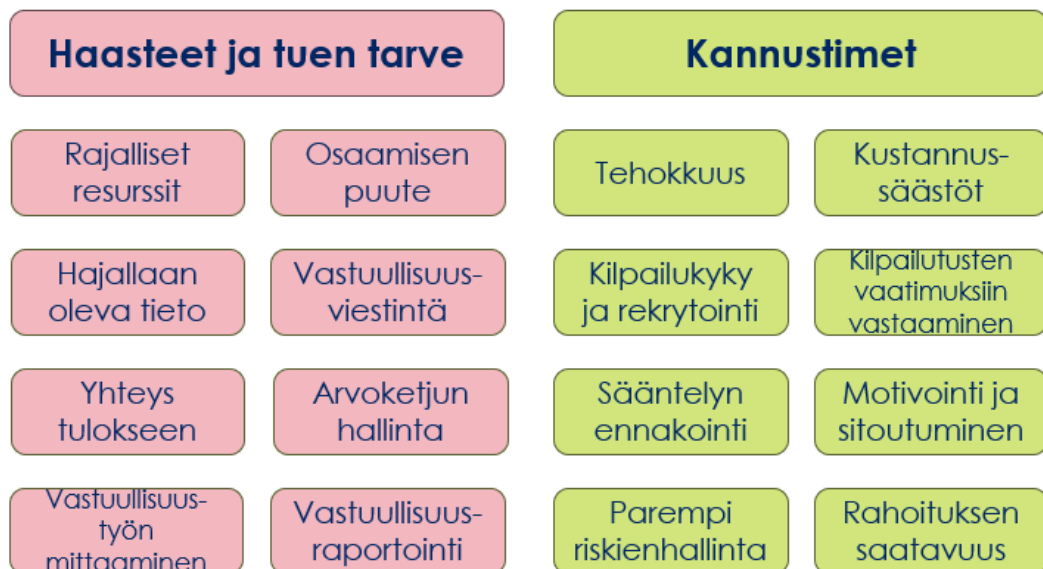 Haasteet ja tuen tarve
Kannustimet
Rajalliset
resurssit
Osaamisen
puute
Tehokkuus
Kustannus-
säästöt
Hajallaan
oleva tieto
Vastuullisuus-
viestintä
Kilpailukyky
ja rekrytointi
Kilpailutusten
vaatimuksiin
vastaaminen
Yhteys
tulokseen
Arvoketjun
hallinta
Sääntelyn
ennakointi
Motivointi ja
sitoutuminen
Vastuullisuus-
työn
mittaaminen
Vastuullisuus-
raportointi
Parempi
riskienhallinta
Rahoituksen
saatavuus